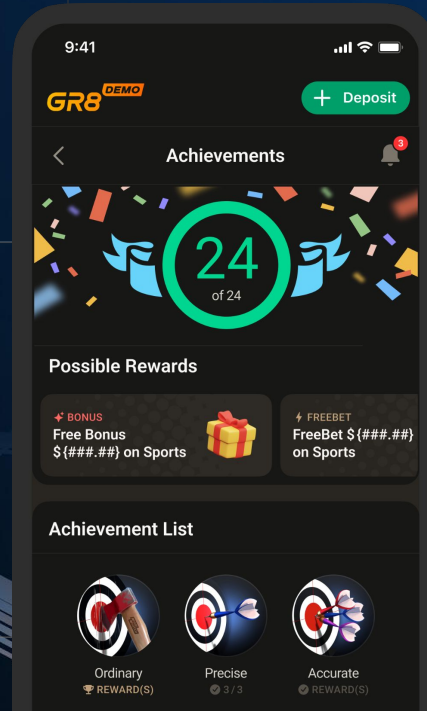 9:41
GR8 DEMO
+ Deposit
Achievements
3
24
of 24
Possible Rewards
BONUS
Free Bonus
${###.##} on Sports
FREEBET
FreeBet ${###.##}
on Sports
Achievement List
Ordinary
REWARD(S)
Precise
3/3
Accurate
REWARD(S)